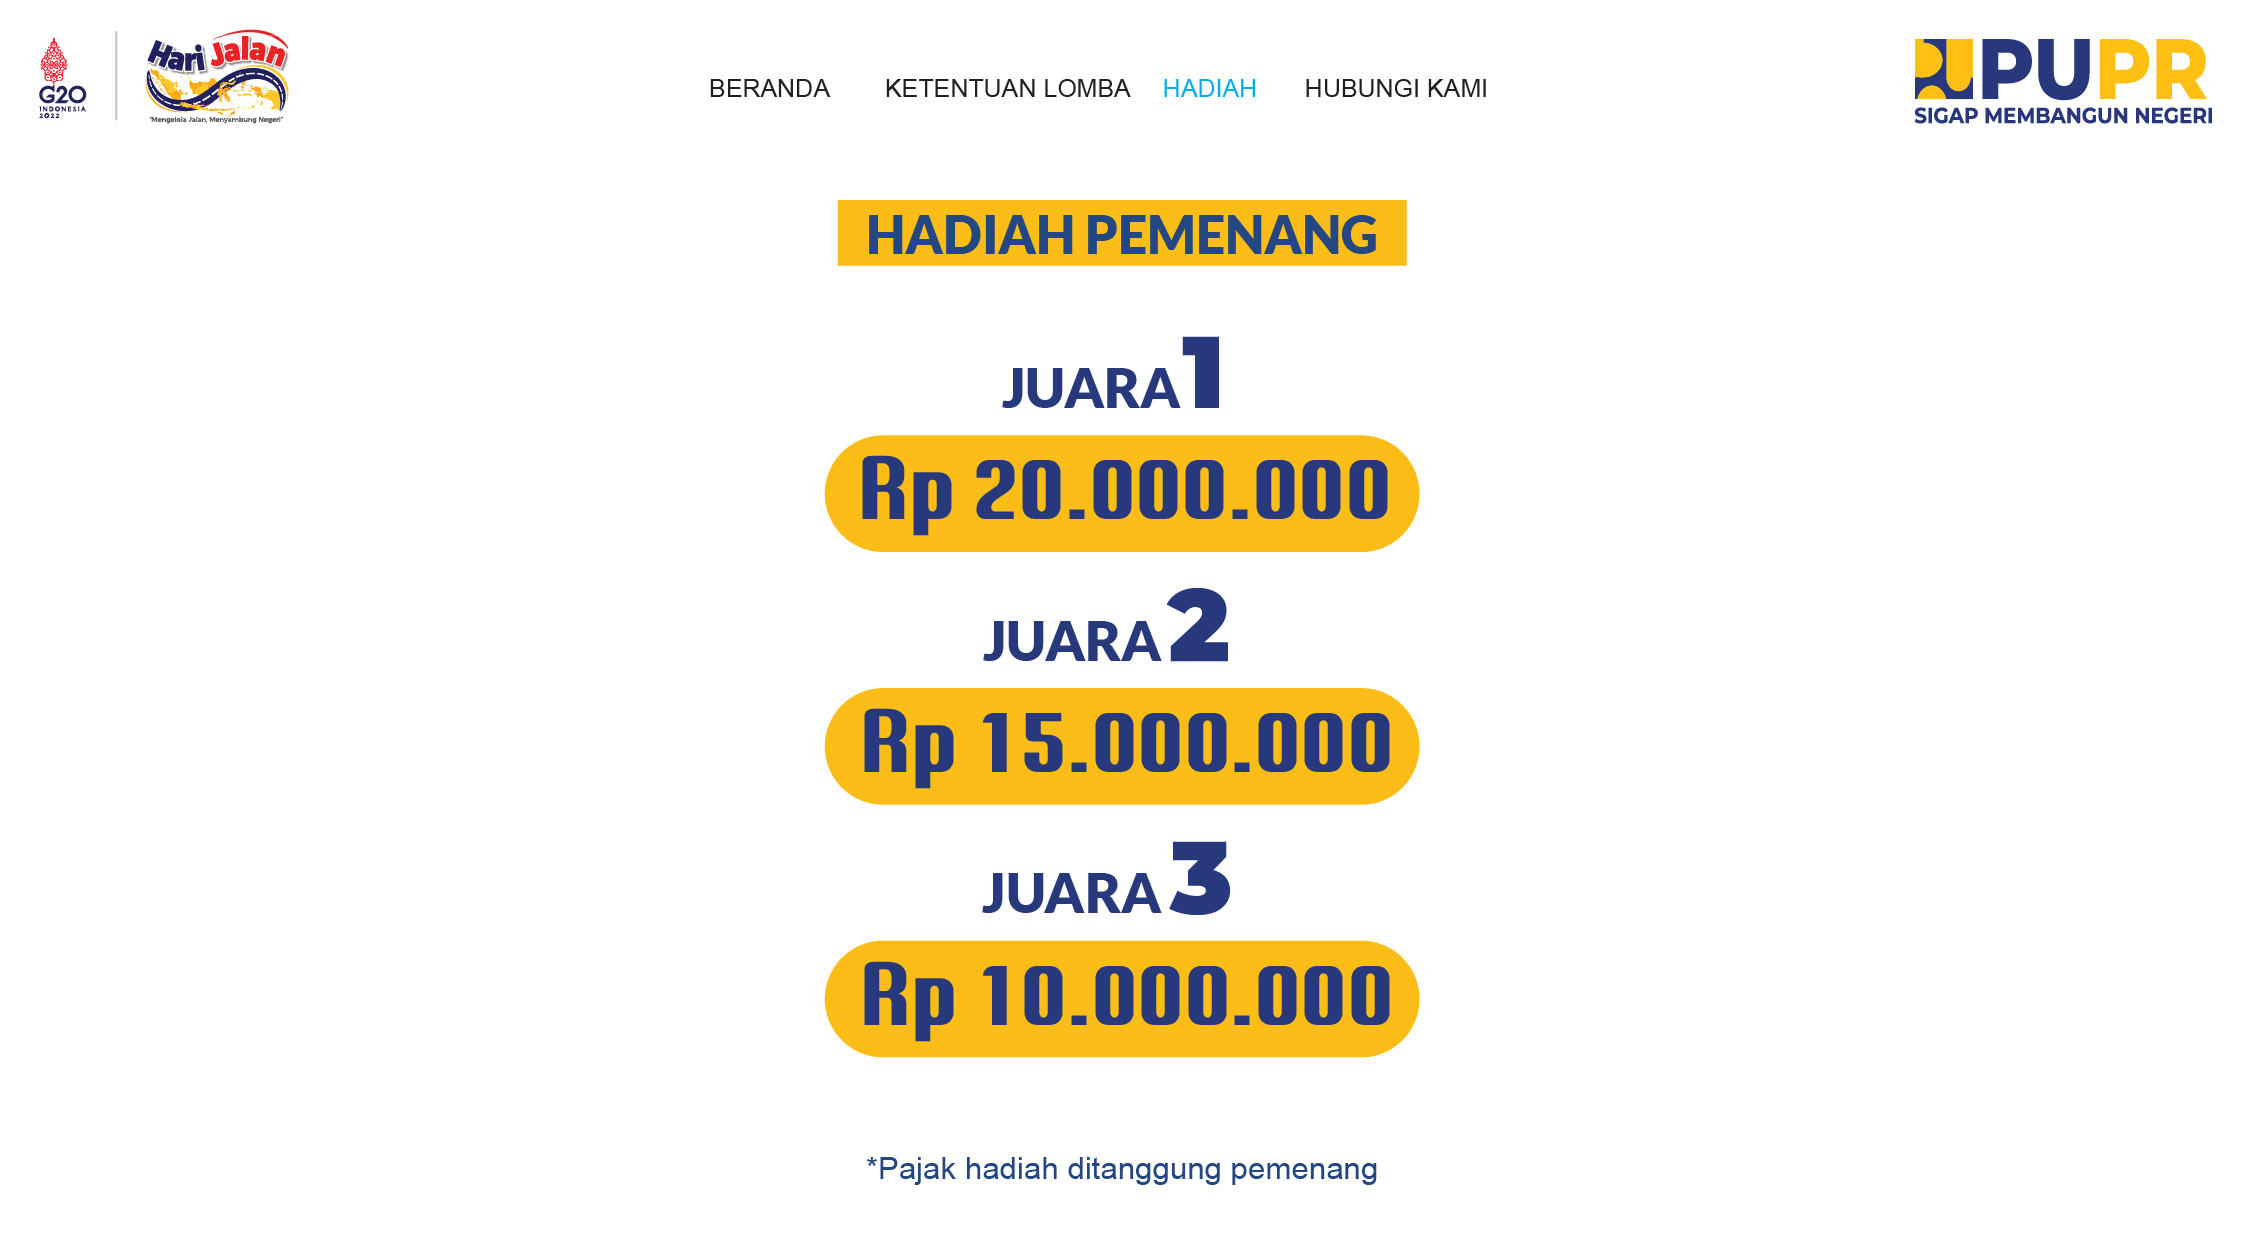 G20
INDONESIA
2022
Hari Jalan
"Mengelola Jalan, Menyambung Negeri"
BERANDA KETENTUAN LOMBA HADIAH HUBUNGI KAMI
PUPR
SIGAP MEMBANGUN NEGERI
HADIAH PEMENANG
JUARA 1
Rp 20.000.000
JUARA 2
Rp 15.000.000
JUARA 3
Rp 10.000.000
*Pajak hadiah ditanggung pemenang